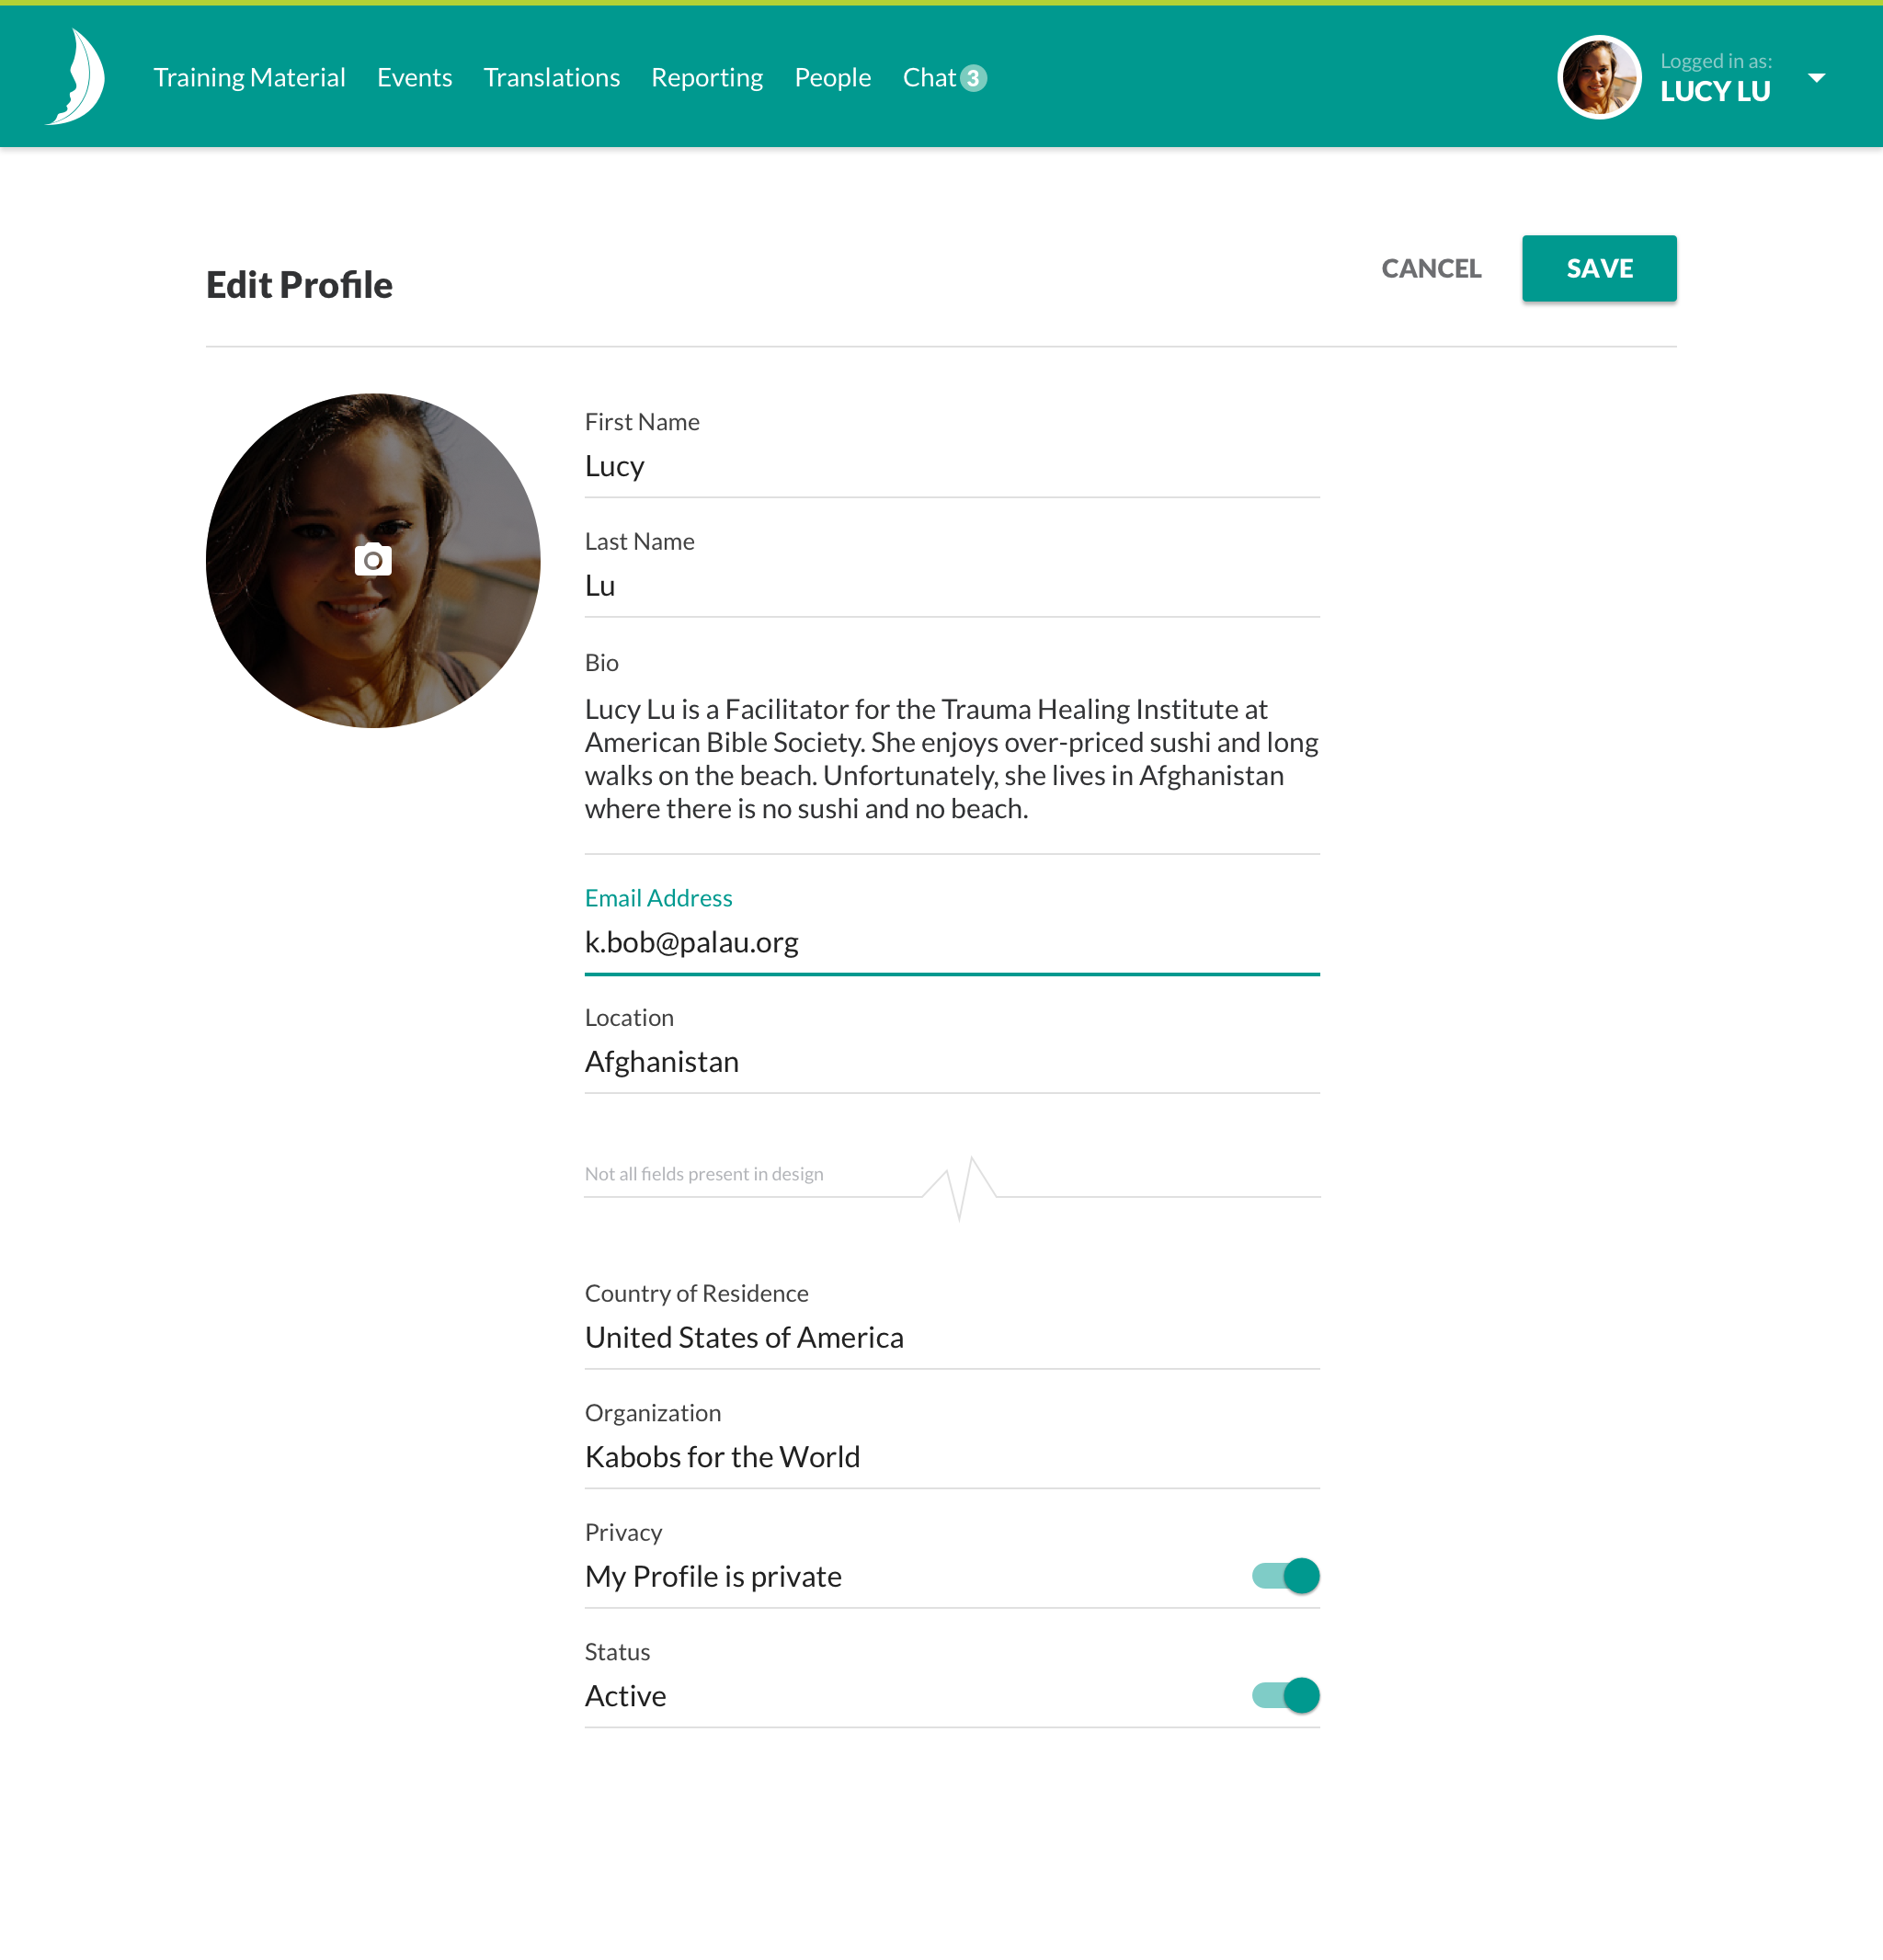 Training Material Events Translations Reporting People Chat 3
Logged in as:
LUCY LU
Edit Profile
CANCEL SAVE
First Name
Lucy
Last Name
Lu
Bio
Lucy Lu is a Facilitator for the Trauma Healing Institute at
American Bible Society. She enjoys over-priced sushi and long
walks on the beach. Unfortunately, she lives in Afghanistan
where there is no sushi and no beach.
Email Address
k.bob@palau.org
Location
Afghanistan
Not all fields present in design
Country of Residence
United States of America
Organization
Kabobs for the World
Privacy
My Profile is private
Status
Active